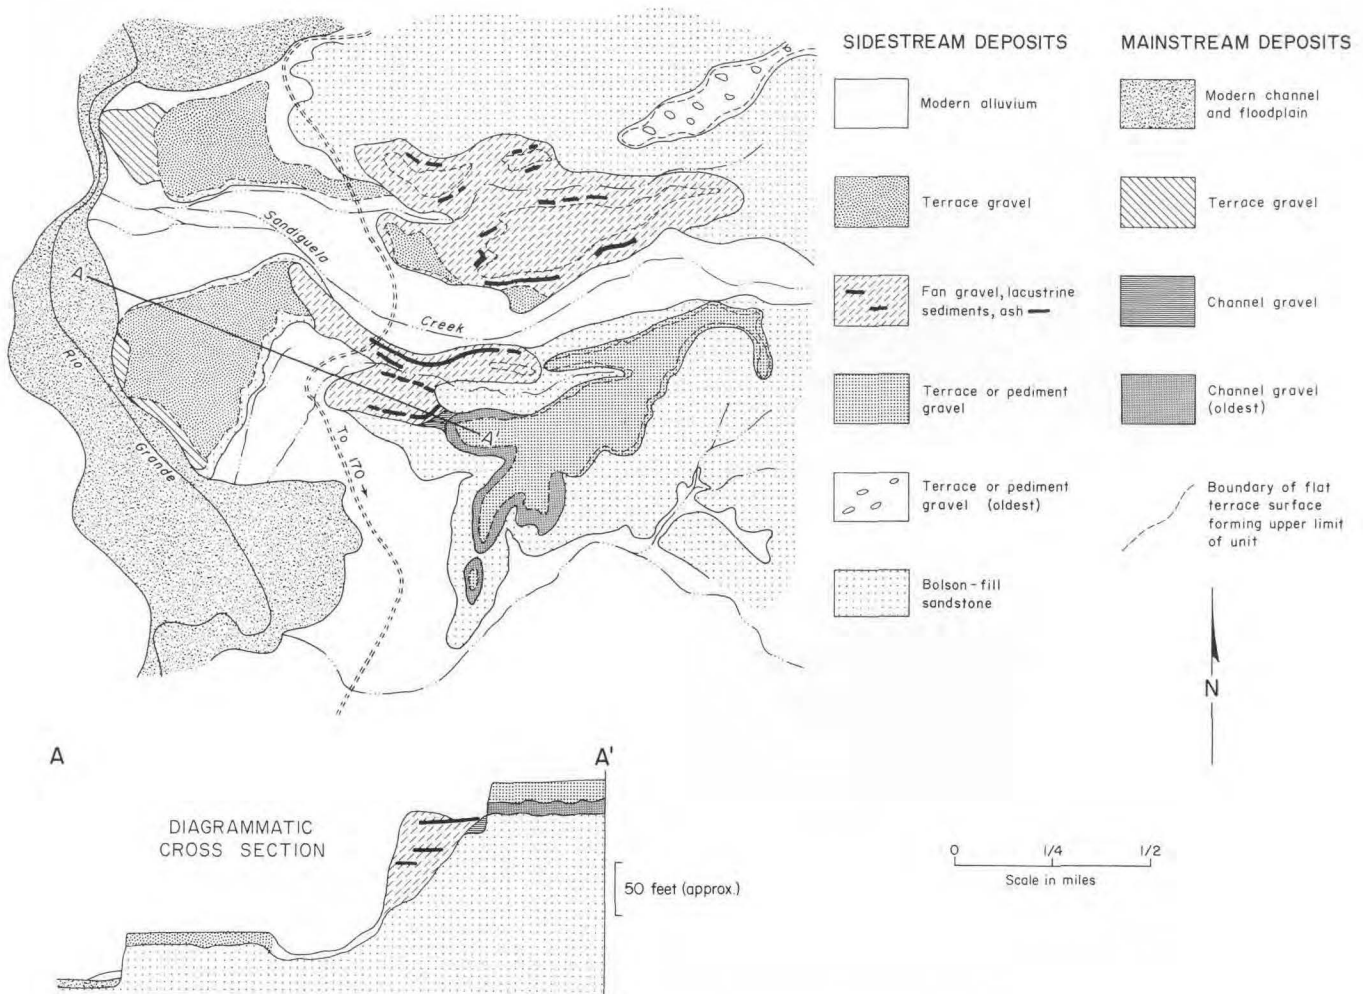 SIDESTREAM DEPOSITS
Modern alluvium
Terrace gravel
Fan gravel, lacustrine
sediments, ash
Terrace or pediment
gravel
Terrace or pediment
gravel (oldest)
Bolson-fill
sandstone
MAINSTREAM DEPOSITS
Modern channel
and floodplain
Terrace gravel
Channel gravel
Channel gravel
(oldest)
Boundary of flat
terrace surface
forming upper limit
of unit
N
0 1/4 1/2
Scale in miles
Sandiguela
Creek
A
A'
Rio
Grande
To
170
A
A'
DIAGRAMMATIC
CROSS SECTION
50 feet (approx.)